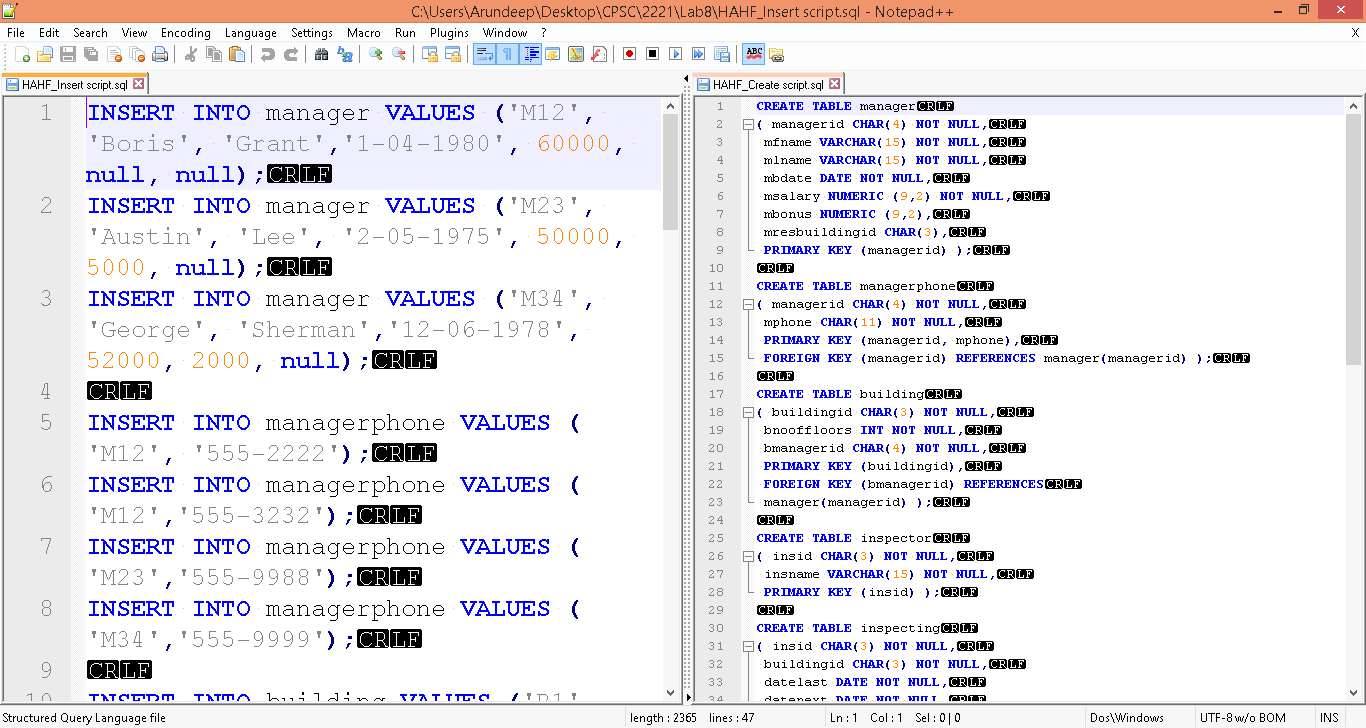 C:\Users\Arundeep\Desktop\CPSC\2221\Lab8\HAHF_Insert script.sql - Notepad++
File Edit Search View Encoding Language Settings Macro Run Plugins Window ? X
HAHF_Insert script.sql
1 INSERT INTO manager VALUES ('M12',
'Boris', 'Grant','1-04-1980', 60000,
null, null);CRLF
2 INSERT INTO manager VALUES ('M23',
'Austin', 'Lee', '2-05-1975', 50000,
5000, null);CRLF
3 INSERT INTO manager VALUES ('M34',
'George', 'Sherman','12-06-1978',
52000, 2000, null);CRLF
4 CRLF
5 INSERT INTO managerphone VALUES (
'M12', '555-2222');CRLF
6 INSERT INTO managerphone VALUES (
'M12','555-3232');CRLF
7 INSERT INTO managerphone VALUES (
'M23','555-9988');CRLF
8 INSERT INTO managerphone VALUES (
'M34','555-9999');CRLF
9 CRLF
10 INSERT INTO building VALUES ('B1',
HAHF_Create script.sql
1 CREATE TABLE managerCRLF
2 ( managerid CHAR(4) NOT NULL,CRLF
3 mfname VARCHAR(15) NOT NULL,CRLF
4 mlname VARCHAR(15) NOT NULL,CRLF
5 mbdate DATE NOT NULL,CRLF
6 msalary NUMERIC (9,2) NOT NULL,CRLF
7 mbonus NUMERIC (9,2),CRLF
8 mresbuildingid CHAR(3),CRLF
9 PRIMARY KEY (managerid) );CRLF
10 CRLF
11 CREATE TABLE managerphoneCRLF
12 ( managerid CHAR(4) NOT NULL,CRLF
13 mphone CHAR(11) NOT NULL,CRLF
14 PRIMARY KEY (managerid, mphone),CRLF
15 FOREIGN KEY (managerid) REFERENCES manager(managerid) );CRLF
16 CRLF
17 CREATE TABLE buildingCRLF
18 ( buildingid CHAR(3) NOT NULL,CRLF
19 bnooffloors INT NOT NULL,CRLF
20 bmanagerid CHAR(4) NOT NULL,CRLF
21 PRIMARY KEY (buildingid),CRLF
22 FOREIGN KEY (bmanagerid) REFERENCESCRLF
23 manager(managerid) );CRLF
24 CRLF
25 CREATE TABLE inspectorCRLF
26 ( insid CHAR(3) NOT NULL,CRLF
27 insname VARCHAR(15) NOT NULL,CRLF
28 PRIMARY KEY (insid) );CRLF
29 CRLF
30 CREATE TABLE inspectingCRLF
31 ( insid CHAR(3) NOT NULL,CRLF
32 buildingid CHAR(3) NOT NULL,CRLF
33 datelast DATE NOT NULL,CRLF
34 datenext DATE NOT NULL,CRLF
Structured Query Language file length : 2365 lines : 47 Ln : 1 Col : 1 Sel : 0 | 0 Dos\Windows UTF-8 w/o BOM INS